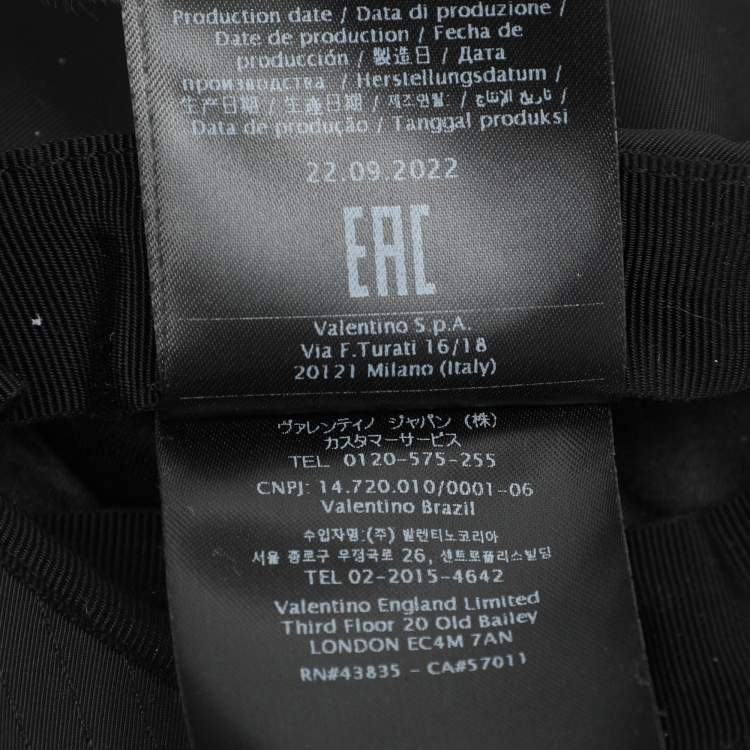 Production date / Data di produzione /
Date de production / Fecha de
producción / 製造日 / Дата
производства / Herstellungsdatum /
生产日期 / 生產日期 / 제조연월: / تاريخ الإنتاج /
Data de produção / Tanggal produksi
22.09.2022
EAC
Valentino S.p.A.
Via F.Turati 16/18
20121 Milano (Italy)
ヴァレンティノ ジャパン (株)
カスタマーサービス
TEL 0120-575-255
CNPJ: 14.720.010/0001-06
Valentino Brazil
수입자명:(주) 발렌티노코리아
서울 종로구 우정국로 26, 센트로폴리스빌딩
TEL 02-2015-4642
Valentino England Limited
Third Floor 20 Old Bailey
LONDON EC4M 7AN
RN#43835 - CA#57011